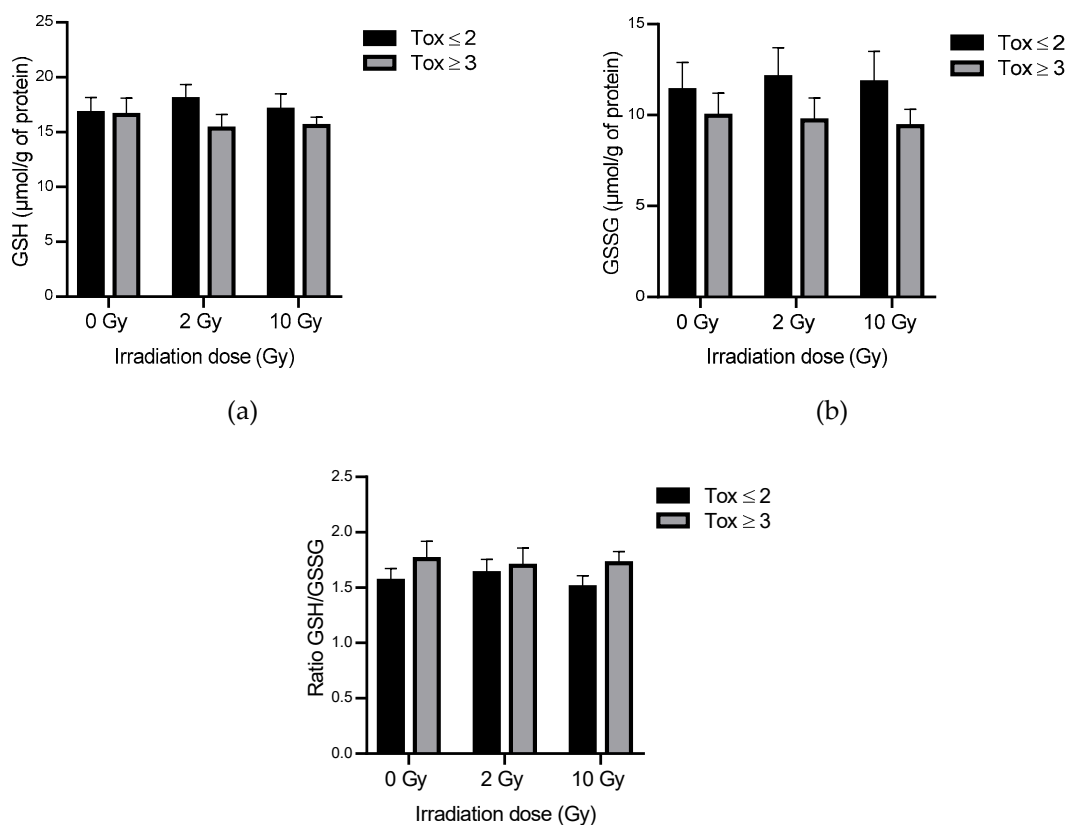 25
20
15
10
5
0
GSH (μmol/g of protein)
0 Gy
2 Gy
10 Gy
Irradiation dose (Gy)
Tox ≤ 2
Tox ≥ 3
(a)
15
10
5
0
GSSG (μmol/g of protein)
0 Gy
2 Gy
10 Gy
Irradiation dose (Gy)
Tox ≤ 2
Tox ≥ 3
(b)
2.5
2.0
1.5
1.0
0.5
0.0
Ratio GSH/GSSG
0 Gy
2 Gy
10 Gy
Irradiation dose (Gy)
Tox ≤ 2
Tox ≥ 3